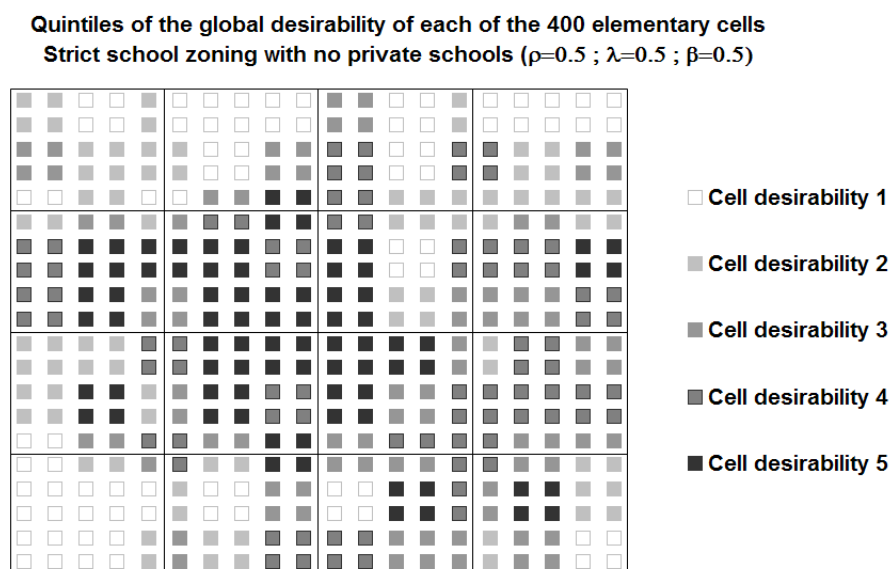 Quintiles of the global desirability of each of the 400 elementary cells
Strict school zoning with no private schools (ρ=0.5 ; λ=0.5 ; β=0.5)
Cell desirability 1
Cell desirability 2
Cell desirability 3
Cell desirability 4
Cell desirability 5